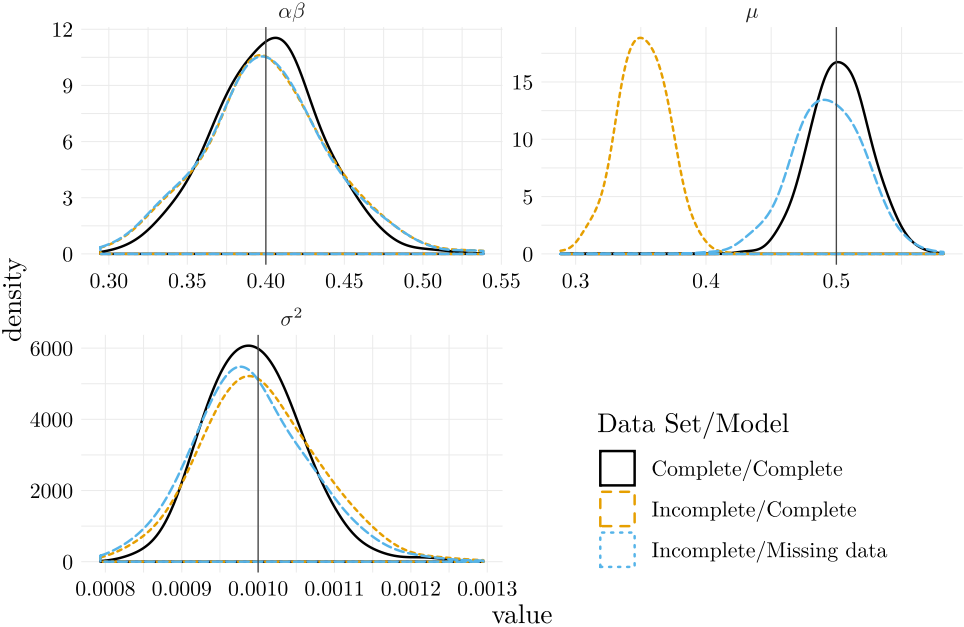 αβ
μ
12
9
6
3
0
0.30 0.35 0.40 0.45 0.50 0.55
15
10
5
0
0.3 0.4 0.5
density
σ²
6000
4000
2000
0
0.0008 0.0009 0.0010 0.0011 0.0012 0.0013
value
Data Set/Model
Complete/Complete
Incomplete/Complete
Incomplete/Missing data